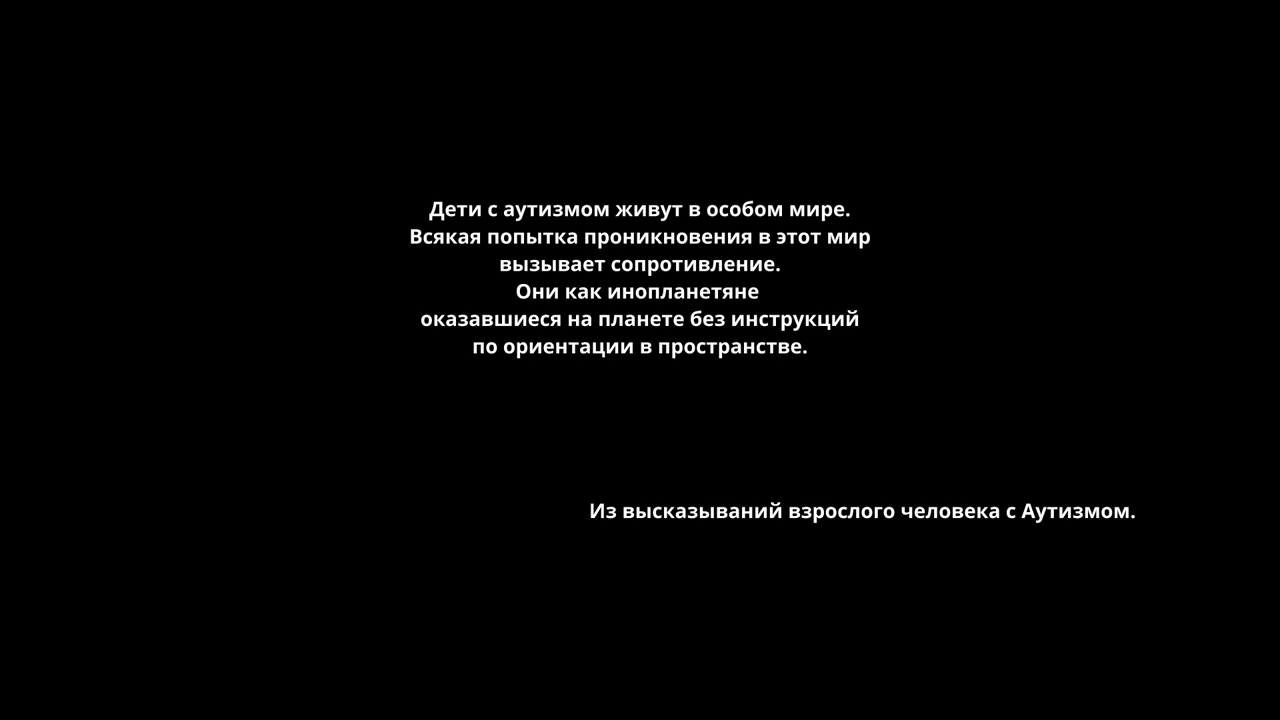 Дети с аутизмом живут в особом мире.
Всякая попытка проникновения в этот мир
вызывает сопротивление.
Они как инопланетяне
оказавшиеся на планете без инструкций
по ориентации в пространстве.
Из высказываний взрослого человека с Аутизмом.